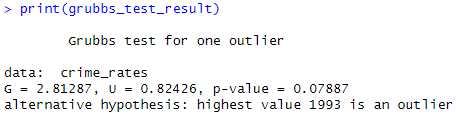 > print(grubbs_test_result)
Grubbs test for one outlier
data: crime_rates
G = 2.81287, U = 0.82426, p-value = 0.07887
alternative hypothesis: highest value 1993 is an outlier